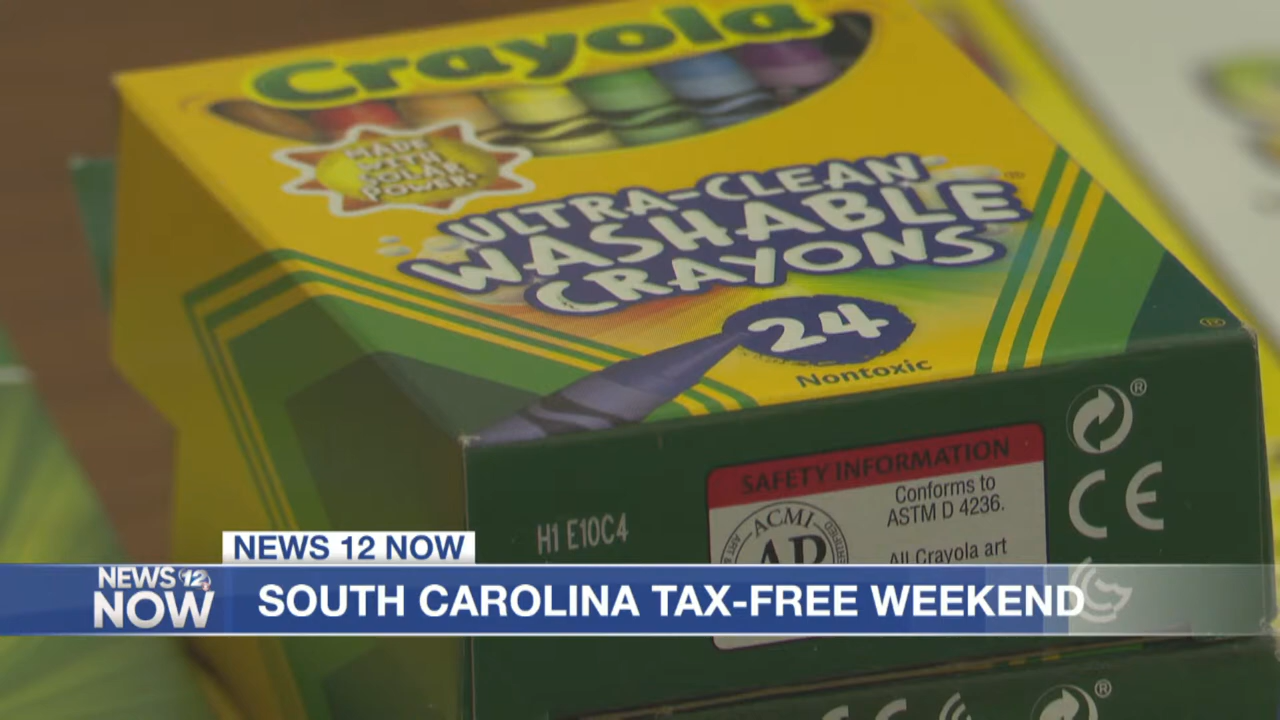 Crayola
MADE
WITH
SOLAR
POWER!
ULTRA-CLEAN
WASHABLE
CRAYONS
™
24
Nontoxic
®
®
SAFETY INFORMATION
Conforms to
ASTM D 4236.
ACMI
AP
All Crayola art
CE
H1 E10C4
NEWS 12 NOW
NEWS 12
NOW
SOUTH CAROLINA TAX-FREE WEEKEND
®